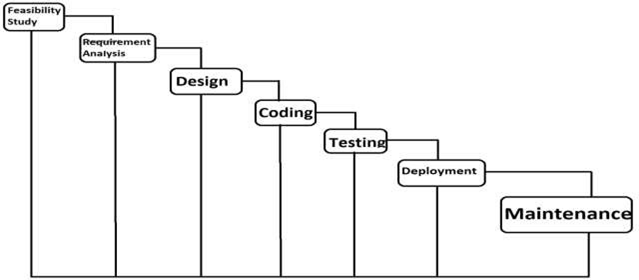 Feasibility
Study
Requirement
Analysis
Design
Coding
Testing
Deployment
Maintenance